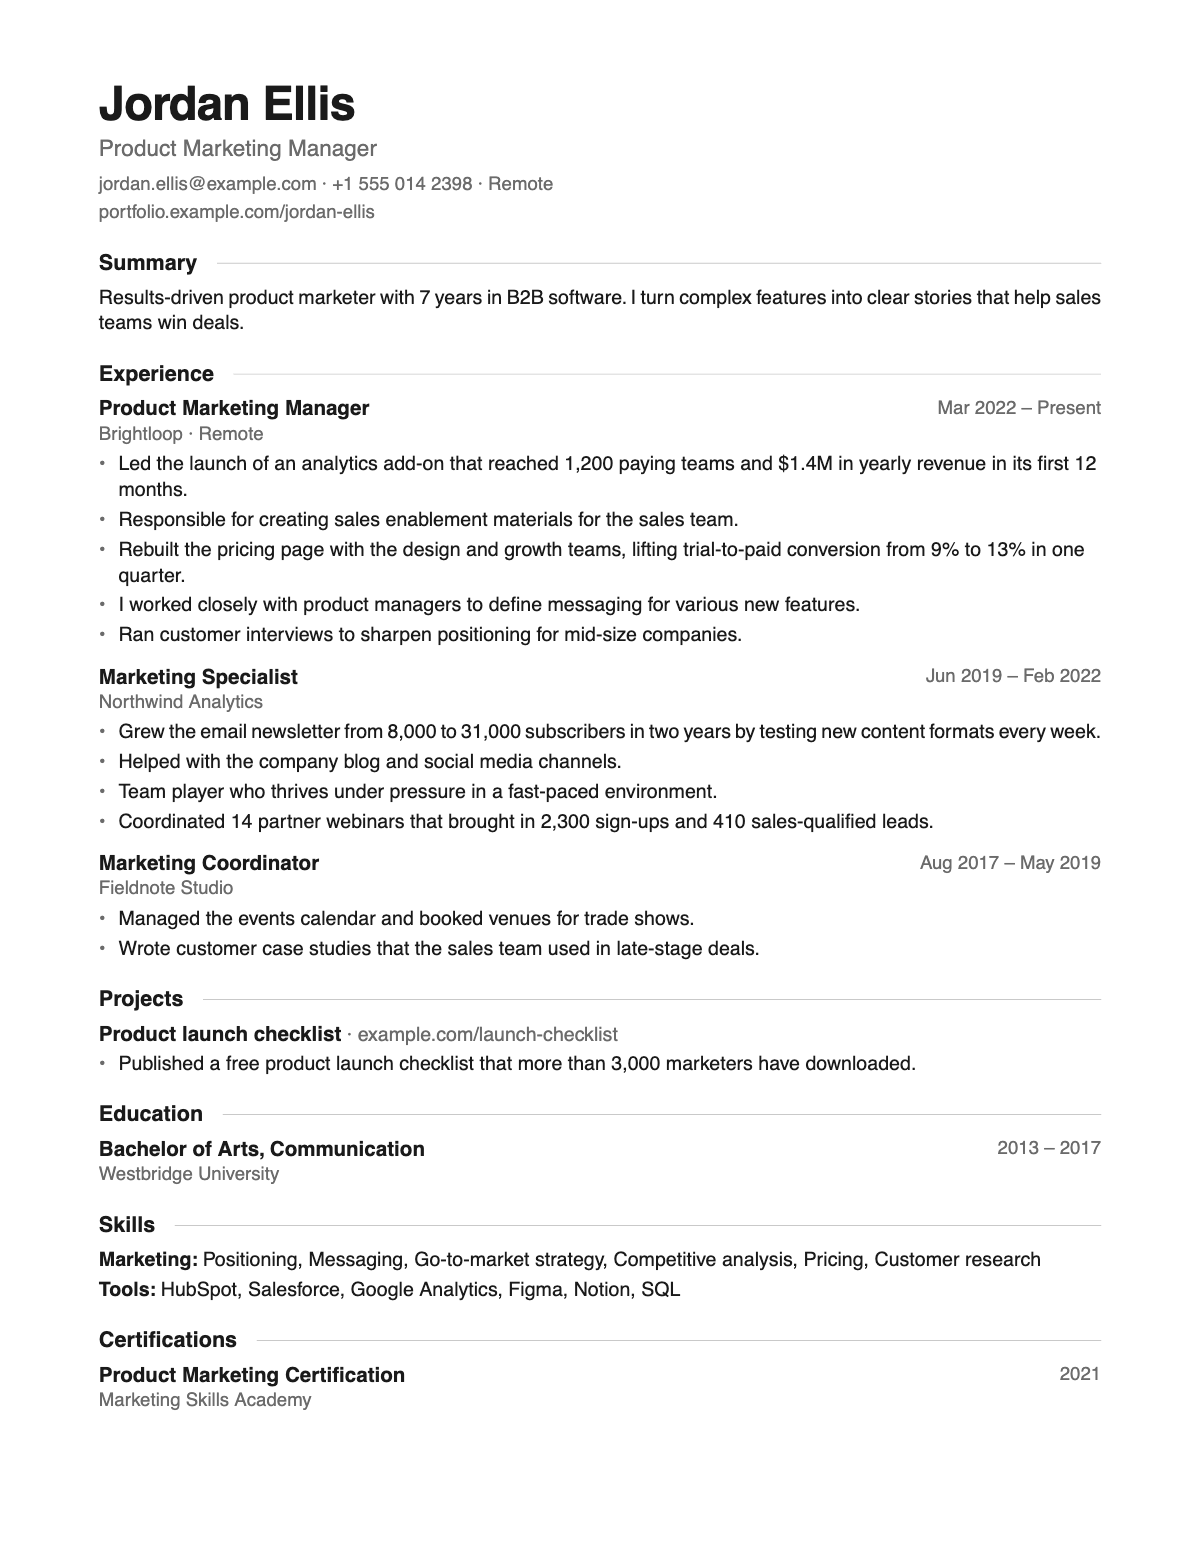 Jordan Ellis
Product Marketing Manager
jordan.ellis@example.com · +1 555 014 2398 · Remote
portfolio.example.com/jordan-ellis
Summary
Results-driven product marketer with 7 years in B2B software. I turn complex features into clear stories that help sales
teams win deals.
Experience
Product Marketing Manager Mar 2022 – Present
Brightloop · Remote
• Led the launch of an analytics add-on that reached 1,200 paying teams and $1.4M in yearly revenue in its first 12
months.
• Responsible for creating sales enablement materials for the sales team.
• Rebuilt the pricing page with the design and growth teams, lifting trial-to-paid conversion from 9% to 13% in one
quarter.
• I worked closely with product managers to define messaging for various new features.
• Ran customer interviews to sharpen positioning for mid-size companies.
Marketing Specialist Jun 2019 – Feb 2022
Northwind Analytics
• Grew the email newsletter from 8,000 to 31,000 subscribers in two years by testing new content formats every week.
• Helped with the company blog and social media channels.
• Team player who thrives under pressure in a fast-paced environment.
• Coordinated 14 partner webinars that brought in 2,300 sign-ups and 410 sales-qualified leads.
Marketing Coordinator Aug 2017 – May 2019
Fieldnote Studio
• Managed the events calendar and booked venues for trade shows.
• Wrote customer case studies that the sales team used in late-stage deals.
Projects
Product launch checklist · example.com/launch-checklist
• Published a free product launch checklist that more than 3,000 marketers have downloaded.
Education
Bachelor of Arts, Communication 2013 – 2017
Westbridge University
Skills
Marketing: Positioning, Messaging, Go-to-market strategy, Competitive analysis, Pricing, Customer research
Tools: HubSpot, Salesforce, Google Analytics, Figma, Notion, SQL
Certifications
Product Marketing Certification 2021
Marketing Skills Academy